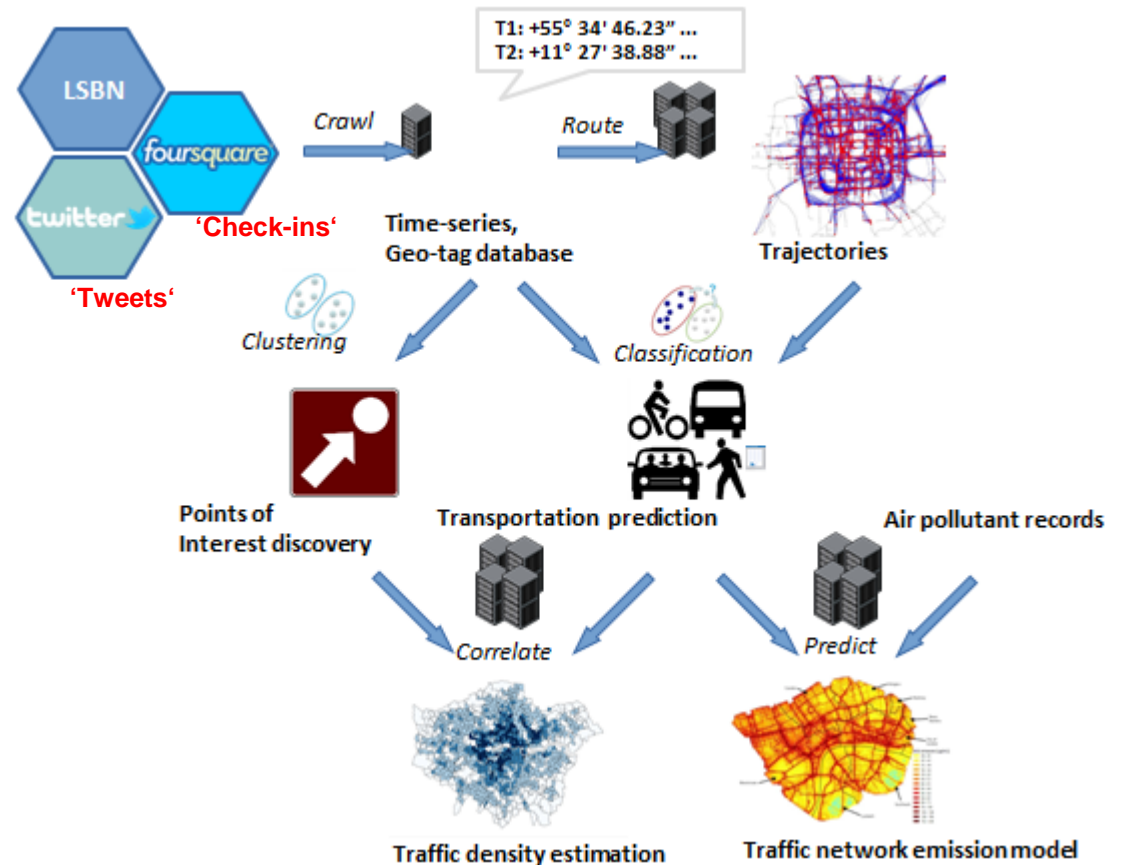 T1: +55° 34' 46.23” ...
T2: +11° 27' 38.88” ...
LSBN
foursquare
Crawl
Route
twitter
‘Check-ins‘
‘Tweets‘
Time-series,
Geo-tag database
Trajectories
Clustering
?
Classification
Points of
Interest discovery
Transportation prediction
Air pollutant records
Correlate
Predict
Traffic density estimation
Traffic network emission model